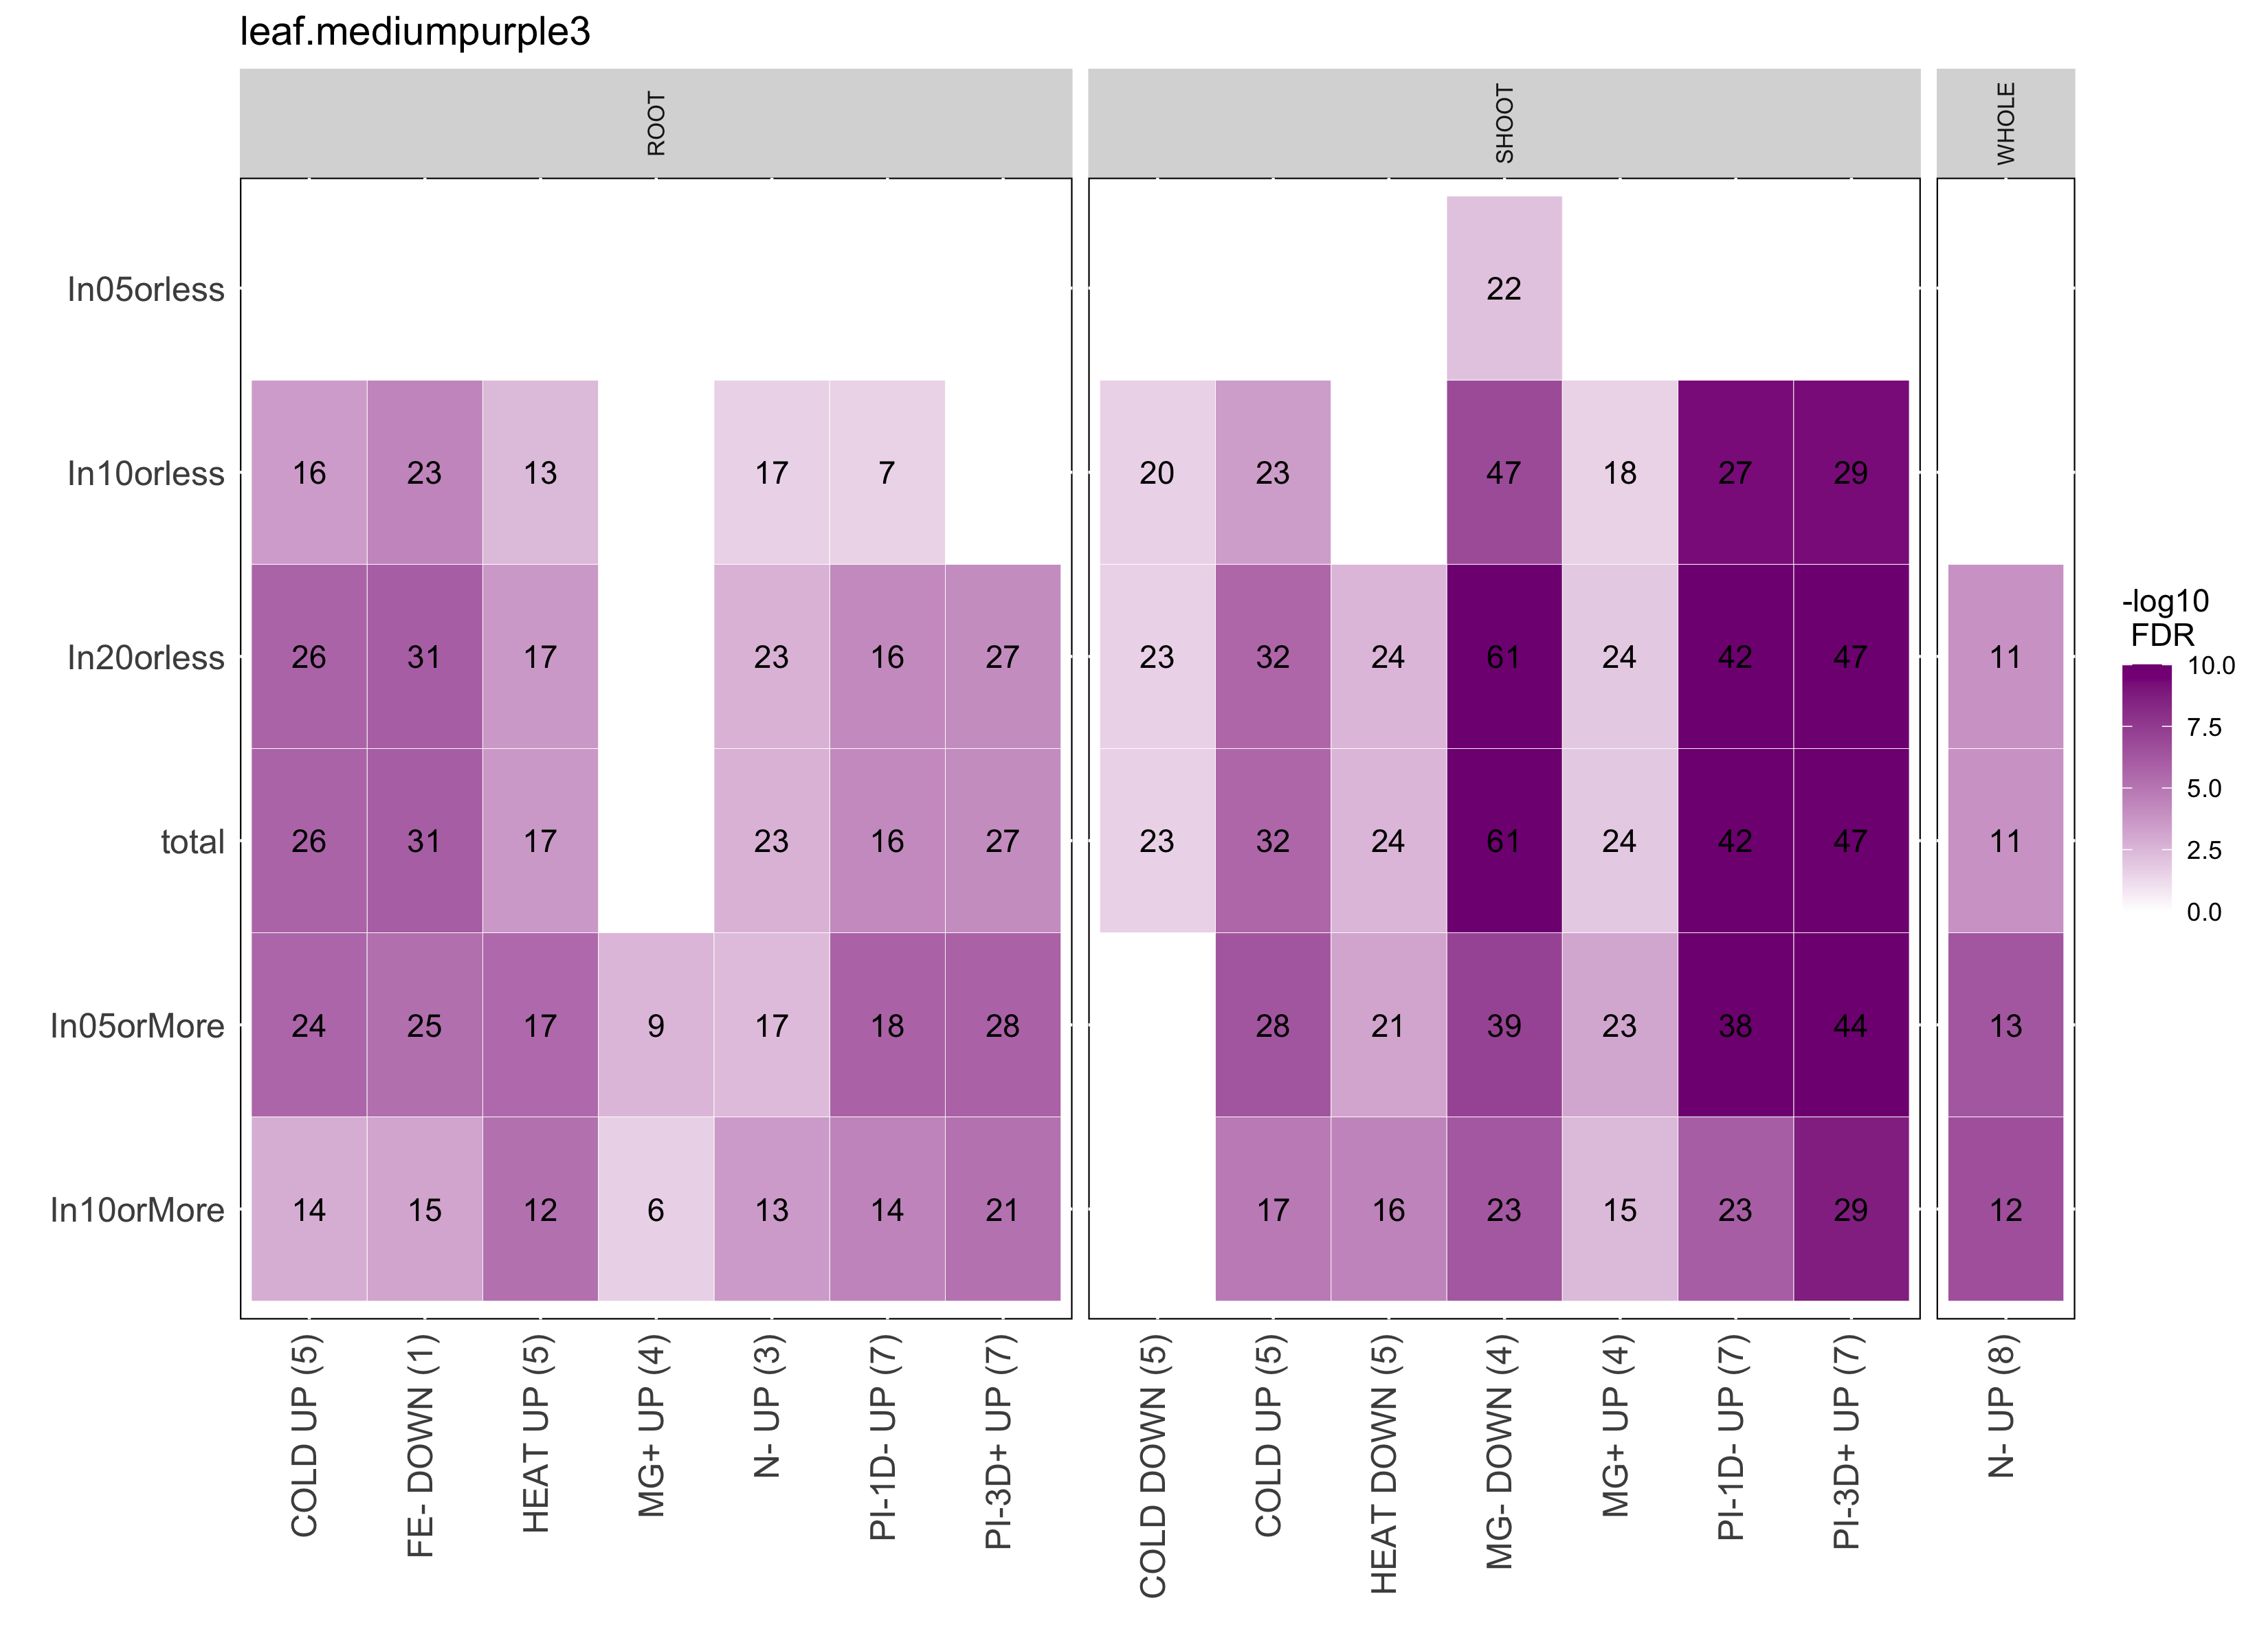 leaf.mediumpurple3
ROOT
SHOOT
WHOLE
In05orless
22
In10orless
16 23 13 17 7 20 23 47 18 27 29
In20orless
26 31 17 23 16 27 23 32 24 61 24 42 47 11
total
26 31 17 23 16 27 23 32 24 61 24 42 47 11
In05orMore
24 25 17 9 17 18 28 28 21 39 23 38 44 13
In10orMore
14 15 12 6 13 14 21 17 16 23 15 23 29 12
COLD UP (5)
FE- DOWN (1)
HEAT UP (5)
MG+ UP (4)
N- UP (3)
PI-1D- UP (7)
PI-3D+ UP (7)
COLD DOWN (5)
COLD UP (5)
HEAT DOWN (5)
MG- DOWN (4)
MG+ UP (4)
PI-1D- UP (7)
PI-3D+ UP (7)
N- UP (8)
-log10
FDR
10.0
7.5
5.0
2.5
0.0